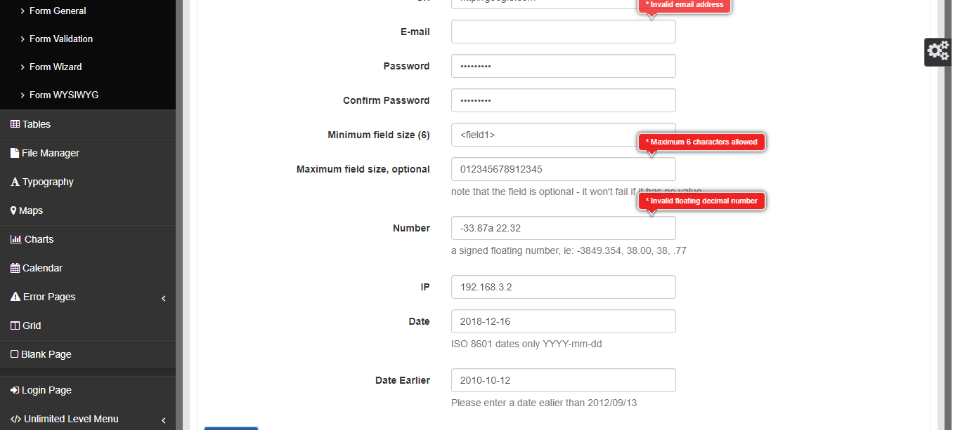 Form General
Form Validation
Form Wizard
Form WYSIWYG
Tables
File Manager
Typography
Maps
Charts
Calendar
Error Pages
Grid
Blank Page
Login Page
Unlimited Level Menu
* Invalid email address
E-mail
Password •••••••••
Confirm Password •••••••••
Minimum field size (6) <field1>
* Maximum 6 characters allowed
Maximum field size, optional 012345678912345
note that the field is optional - it won't fail if it has no value
* Invalid floating decimal number
Number -33.87a 22.32
a signed floating number, ie: -3849.354, 38.00, 38, .77
IP 192.168.3.2
Date 2018-12-16
ISO 8601 dates only YYYY-mm-dd
Date Earlier 2010-10-12
Please enter a date ealier than 2012/09/13